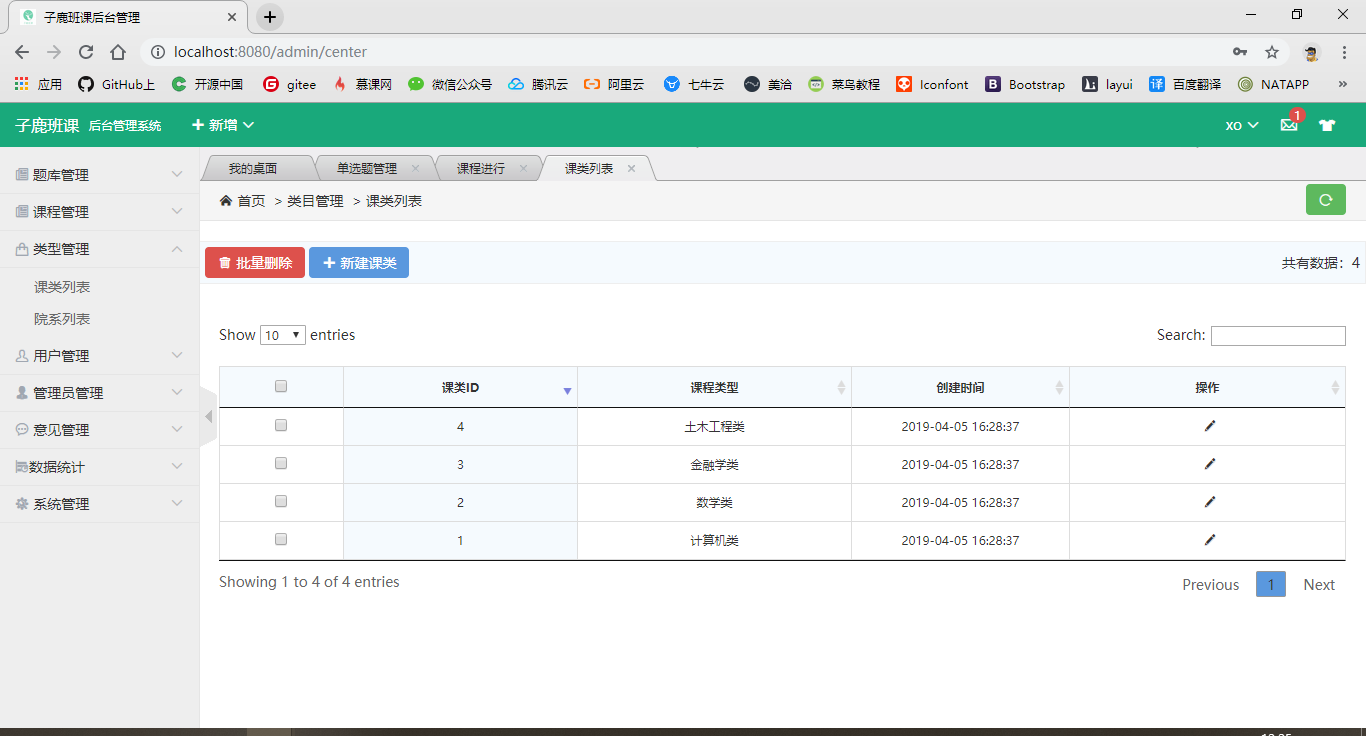 子鹿班课后台管理
localhost:8080/admin/center
应用 GitHub上 开源中国 gitee 慕课网 微信公众号 腾讯云 阿里云 七牛云 美洽 菜鸟教程 Iconfont Bootstrap layui 百度翻译 NATAPP »
子鹿班课 后台管理系统 新增 xo 1
我的桌面 单选题管理 课程进行 课类列表
首页 > 类目管理 > 课类列表
题库管理
课程管理
类型管理
课类列表
院系列表
用户管理
管理员管理
意见管理
数据统计
系统管理
批量删除 新建课类 共有数据：4
Show 10 entries Search:
课类ID 课程类型 创建时间 操作
4 土木工程类 2019-04-05 16:28:37
3 金融学类 2019-04-05 16:28:37
2 数学类 2019-04-05 16:28:37
1 计算机类 2019-04-05 16:28:37
Showing 1 to 4 of 4 entries Previous 1 Next